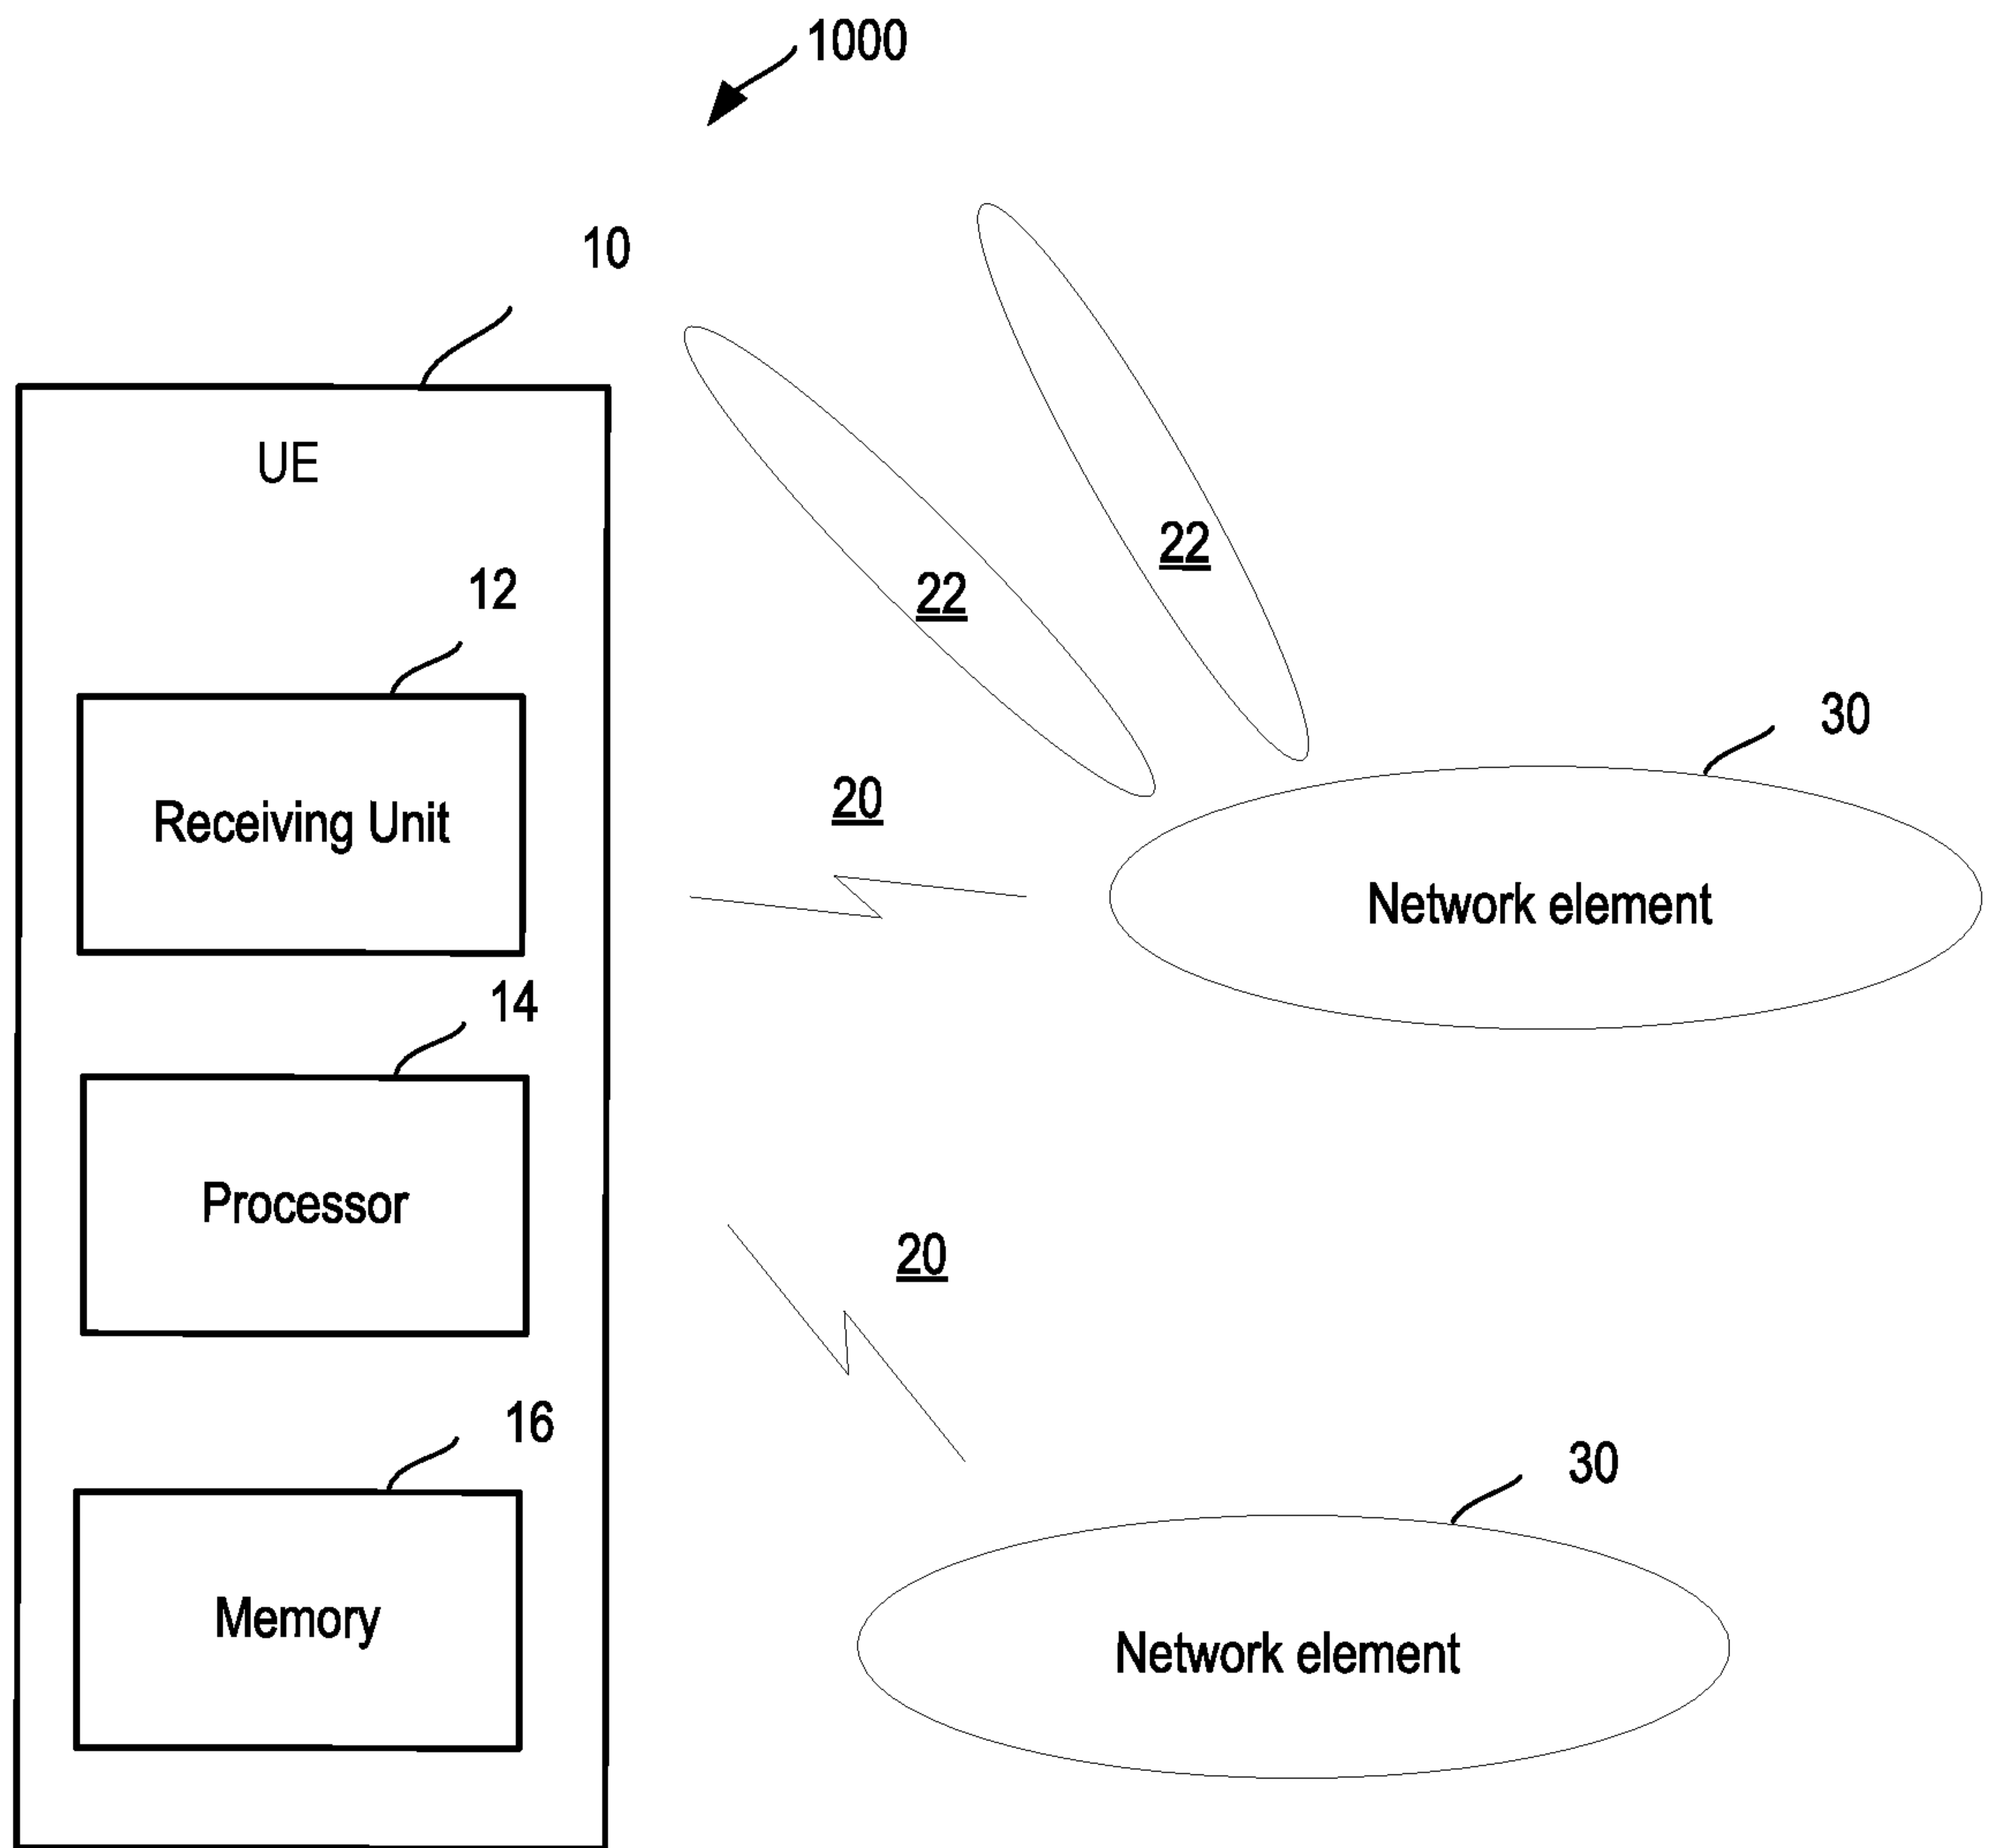 1000
10
UE
22
22
12
30
20
Receiving Unit
Network element
14
Processor
20
16
30
Memory
Network element